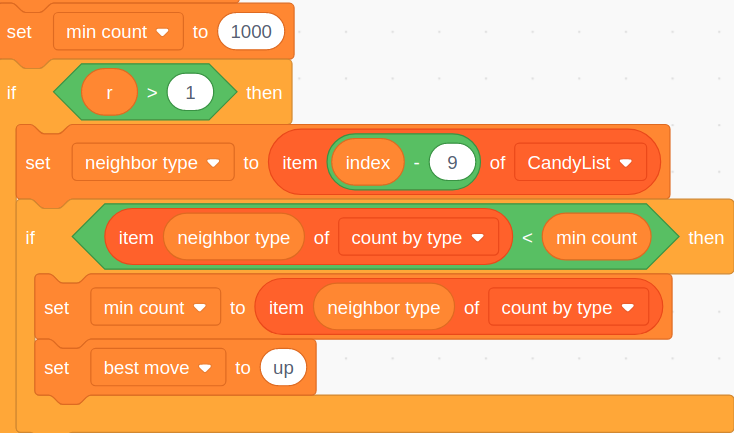 set min count to 1000
if r > 1 then
set neighbor type to item index - 9 of CandyList
if item neighbor type of count by type < min count then
set min count to item neighbor type of count by type
set best move to up